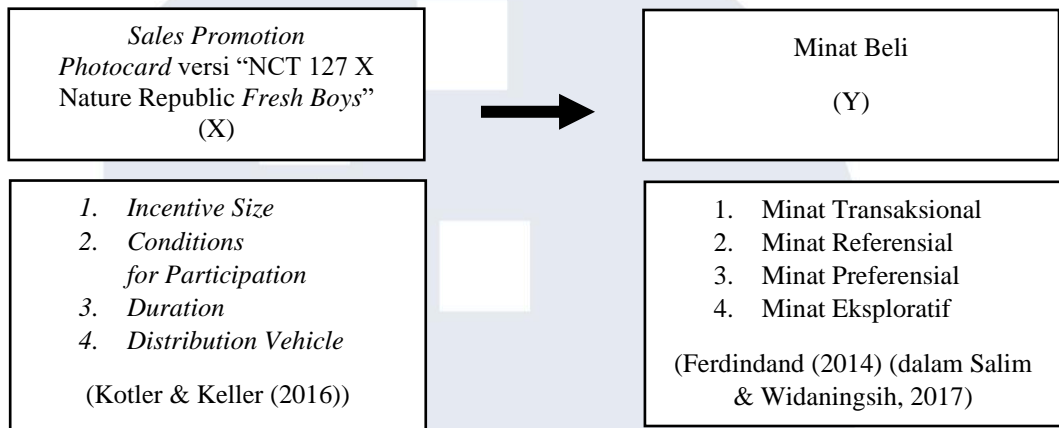 Sales Promotion
Photocard versi “NCT 127 X
Nature Republic Fresh Boys”
(X)
Minat Beli
(Y)
1. Incentive Size
2. Conditions
for Participation
3. Duration
4. Distribution Vehicle
(Kotler & Keller (2016))
1. Minat Transaksional
2. Minat Referensial
3. Minat Preferensial
4. Minat Eksploratif
(Ferdindand (2014) (dalam Salim
& Widaningsih, 2017)